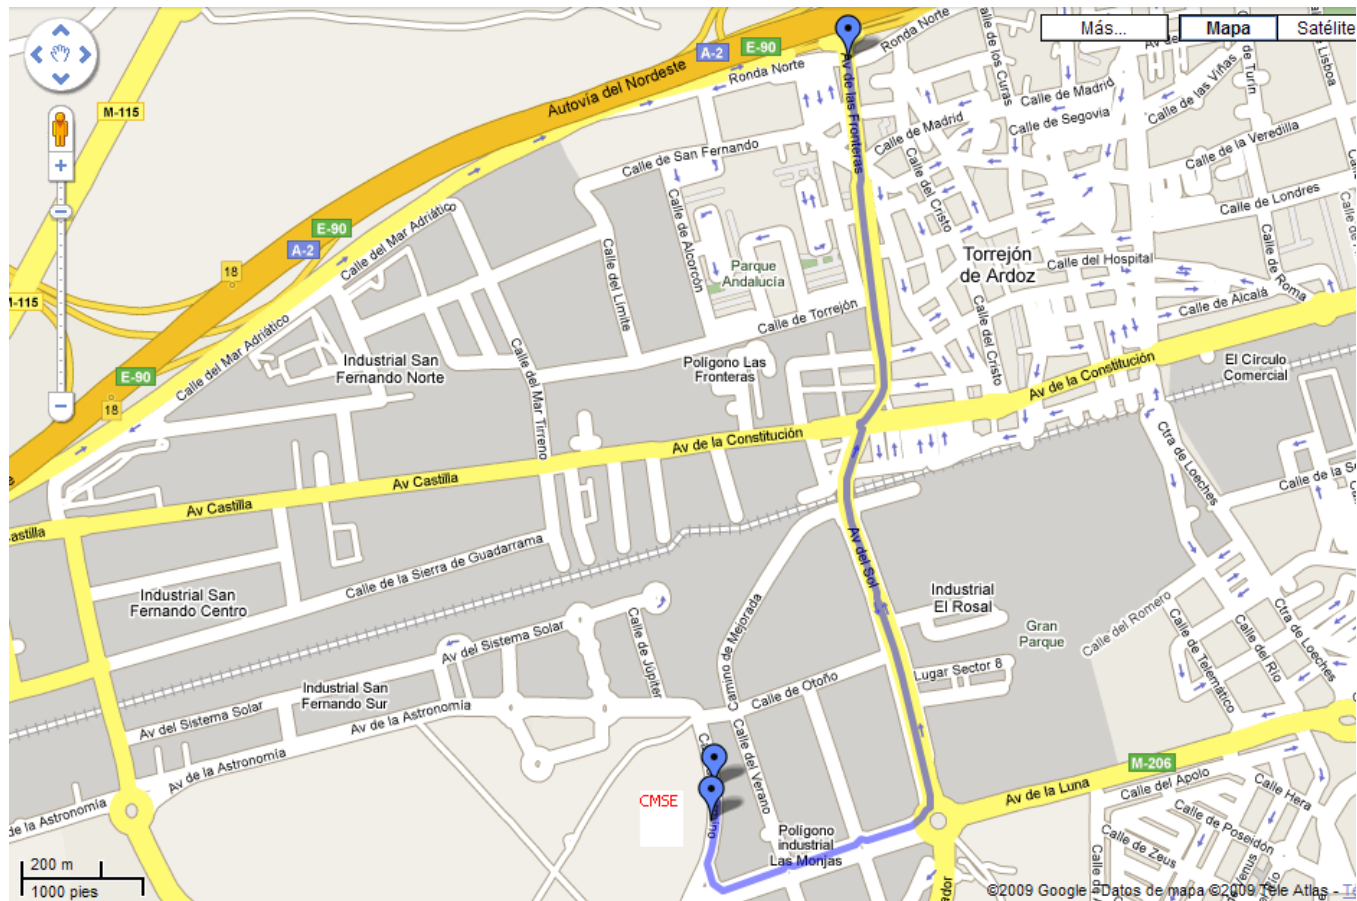 Más...
Mapa
Satélite
M-115
M-115
A-2
E-90
Autovía del Nordeste
Ronda Norte
Ronda Norte
Av de las Fronteras
Calle de los Curas
Calle de Turín
Lisboa
Calle de Madrid
Calle de las Viñas
Calle de Segovia
Calle de Madrid
Calle de la Veredilla
Calle de San Fernando
Calle de Alcorcón
Calle del Cristo
Calle de Londres
E-90
A-2
Calle del Mar Adriático
18
Calle del Límite
Parque
Andalucía
Torrejón
de Ardoz
Calle del Hospital
Calle de Roma
Calle de Alcalá
Calle de Torrejón
Calle del Cristo
Calle del Mar Adriático
Industrial San
Fernando Norte
Calle del Mar Tirreno
Polígono Las
Fronteras
El Círculo
Comercial
E-90
18
Av de la Constitución
Av de la Constitución
Ctra de Loeches
Av Castilla
Av Castilla
Av del Sol
Calle de la Sierra de Guadarrama
Industrial San
Fernando Centro
Industrial
El Rosal
Gran
Parque
Calle del Romero
Ctra de Loeches
Calle de Telemático
Calle del Río
Camino de Mejorada
Calle de Júpiter
Av del Sistema Solar
Lugar Sector 8
Calle de Otoño
Industrial San
Fernando Sur
Av del Sistema Solar
Av de la Astronomía
Calle del Verano
Av de la Astronomía
M-206
Av de la Luna
Calle del Apolo
Calle Hera
CMSE
de la Astronomía
Polígono
industrial
Las Monjas
Calle de Poseidón
Calle de Zeus
200 m
1000 pies
©2009 Google - Datos de mapa ©2009 Tele Atlas -